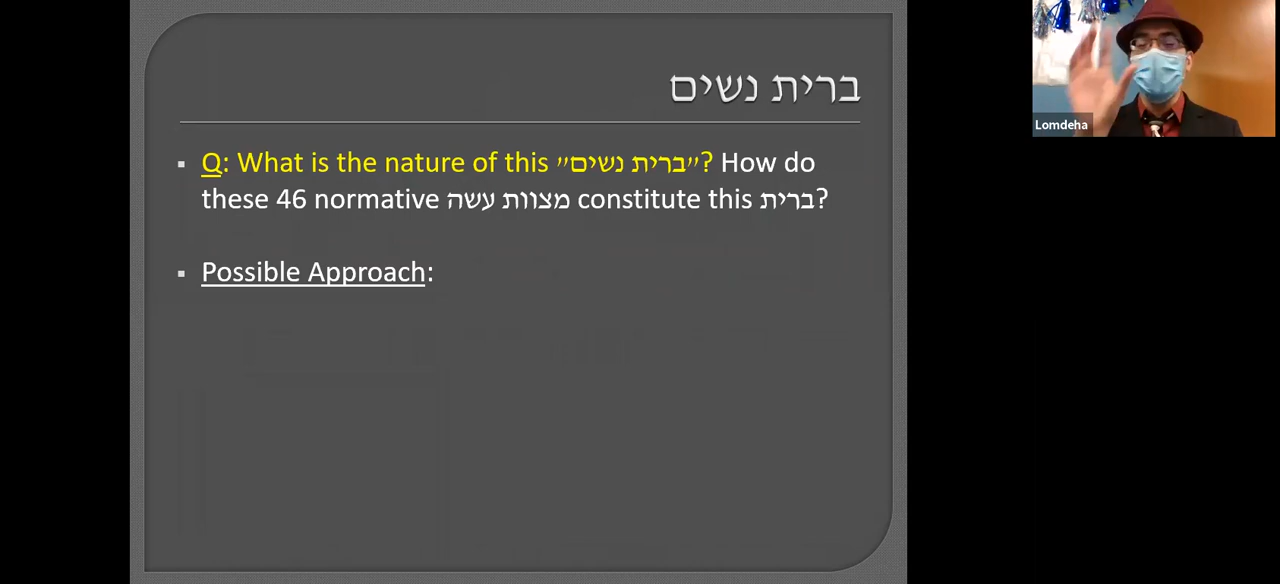 ברית נשים
Q: What is the nature of this "ברית נשים"? How do
these 46 normative מצוות עשה constitute this ברית?
Possible Approach:
Lomdeha